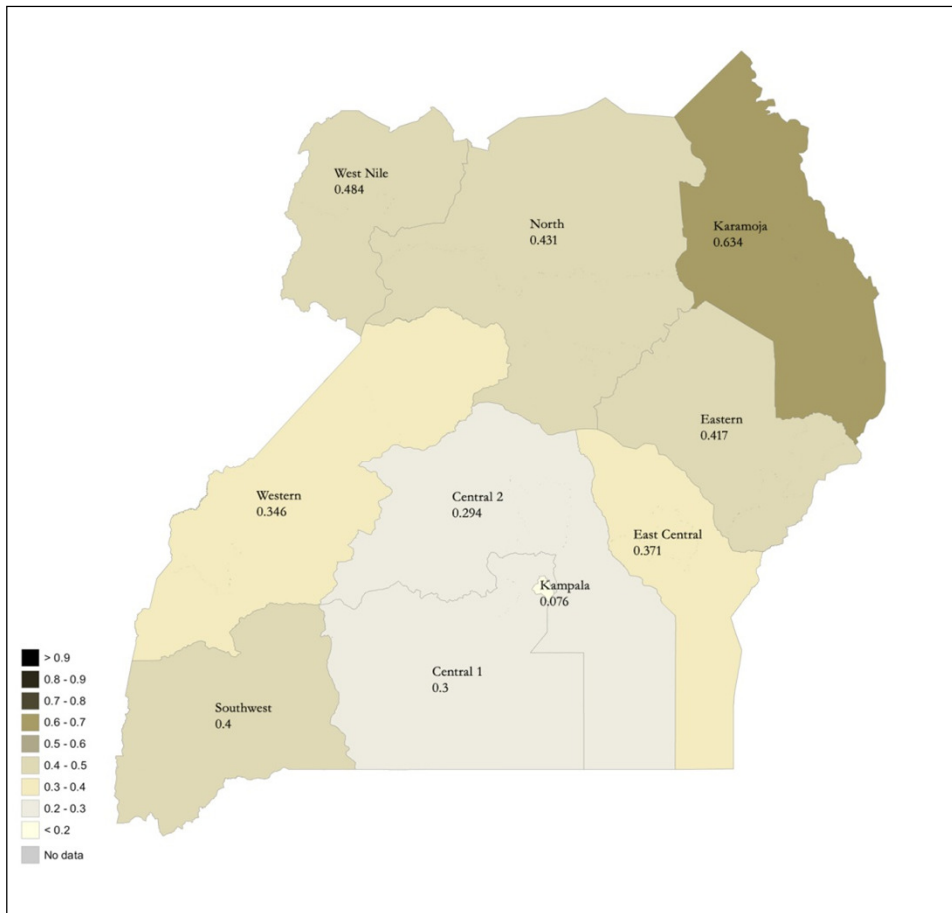 West Nile
0.484
North
0.431
Karamoja
0.634
Eastern
0.417
Western
0.346
Central 2
0.294
East Central
0.371
Kampala
0.076
Central 1
0.3
Southwest
0.4
> 0.9
0.8 - 0.9
0.7 - 0.8
0.6 - 0.7
0.5 - 0.6
0.4 - 0.5
0.3 - 0.4
0.2 - 0.3
< 0.2
No data